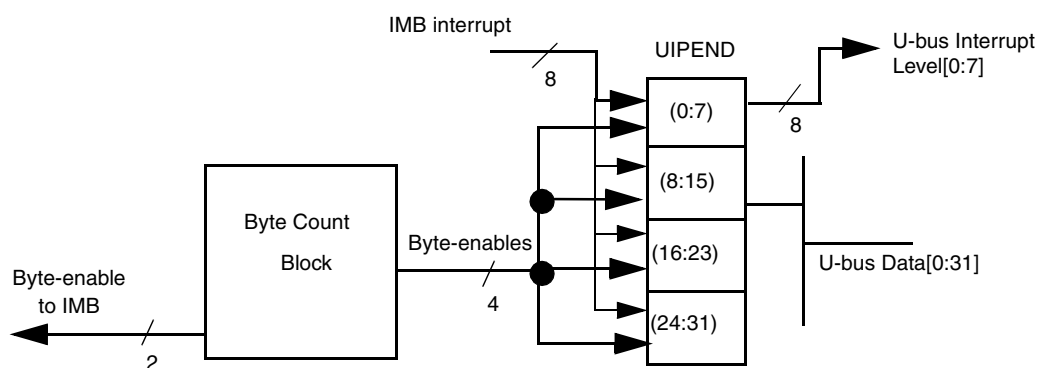 IMB interrupt
8
UIPEND
U-bus Interrupt
Level[0:7]
(0:7)
8
(8:15)
Byte Count
Block
Byte-enables
4
(16:23)
U-bus Data[0:31]
Byte-enable
to IMB
2
(24:31)